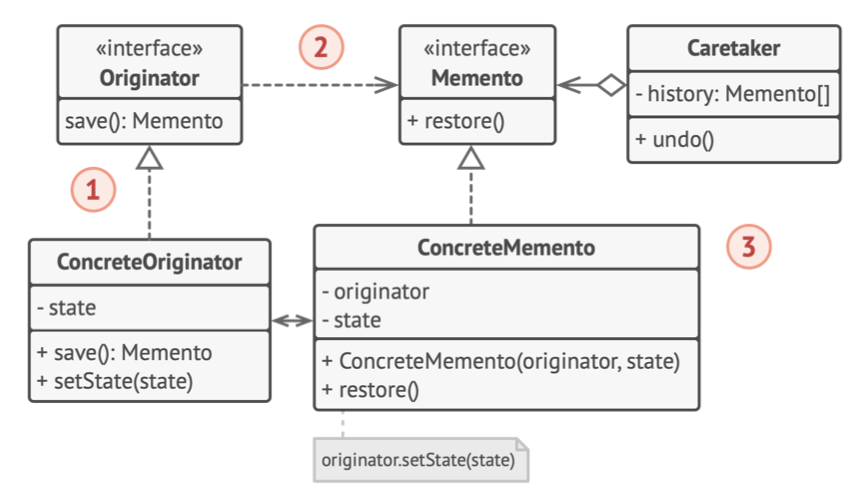 «interface»
Originator
save(): Memento
2
«interface»
Memento
+ restore()
Caretaker
- history: Memento[]
+ undo()
1
ConcreteOriginator
- state
+ save(): Memento
+ setState(state)
ConcreteMemento
- originator
- state
+ ConcreteMemento(originator, state)
+ restore()
3
originator.setState(state)